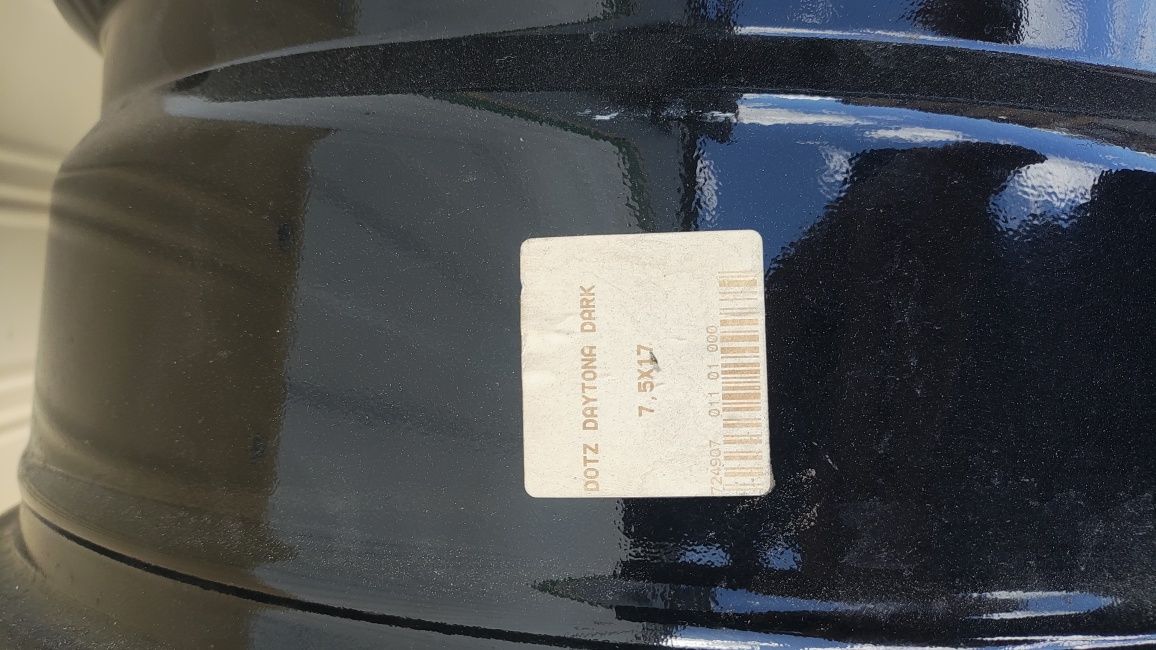 DOTZ DAYTONA DARK
7,5X17
724907 011 01 000